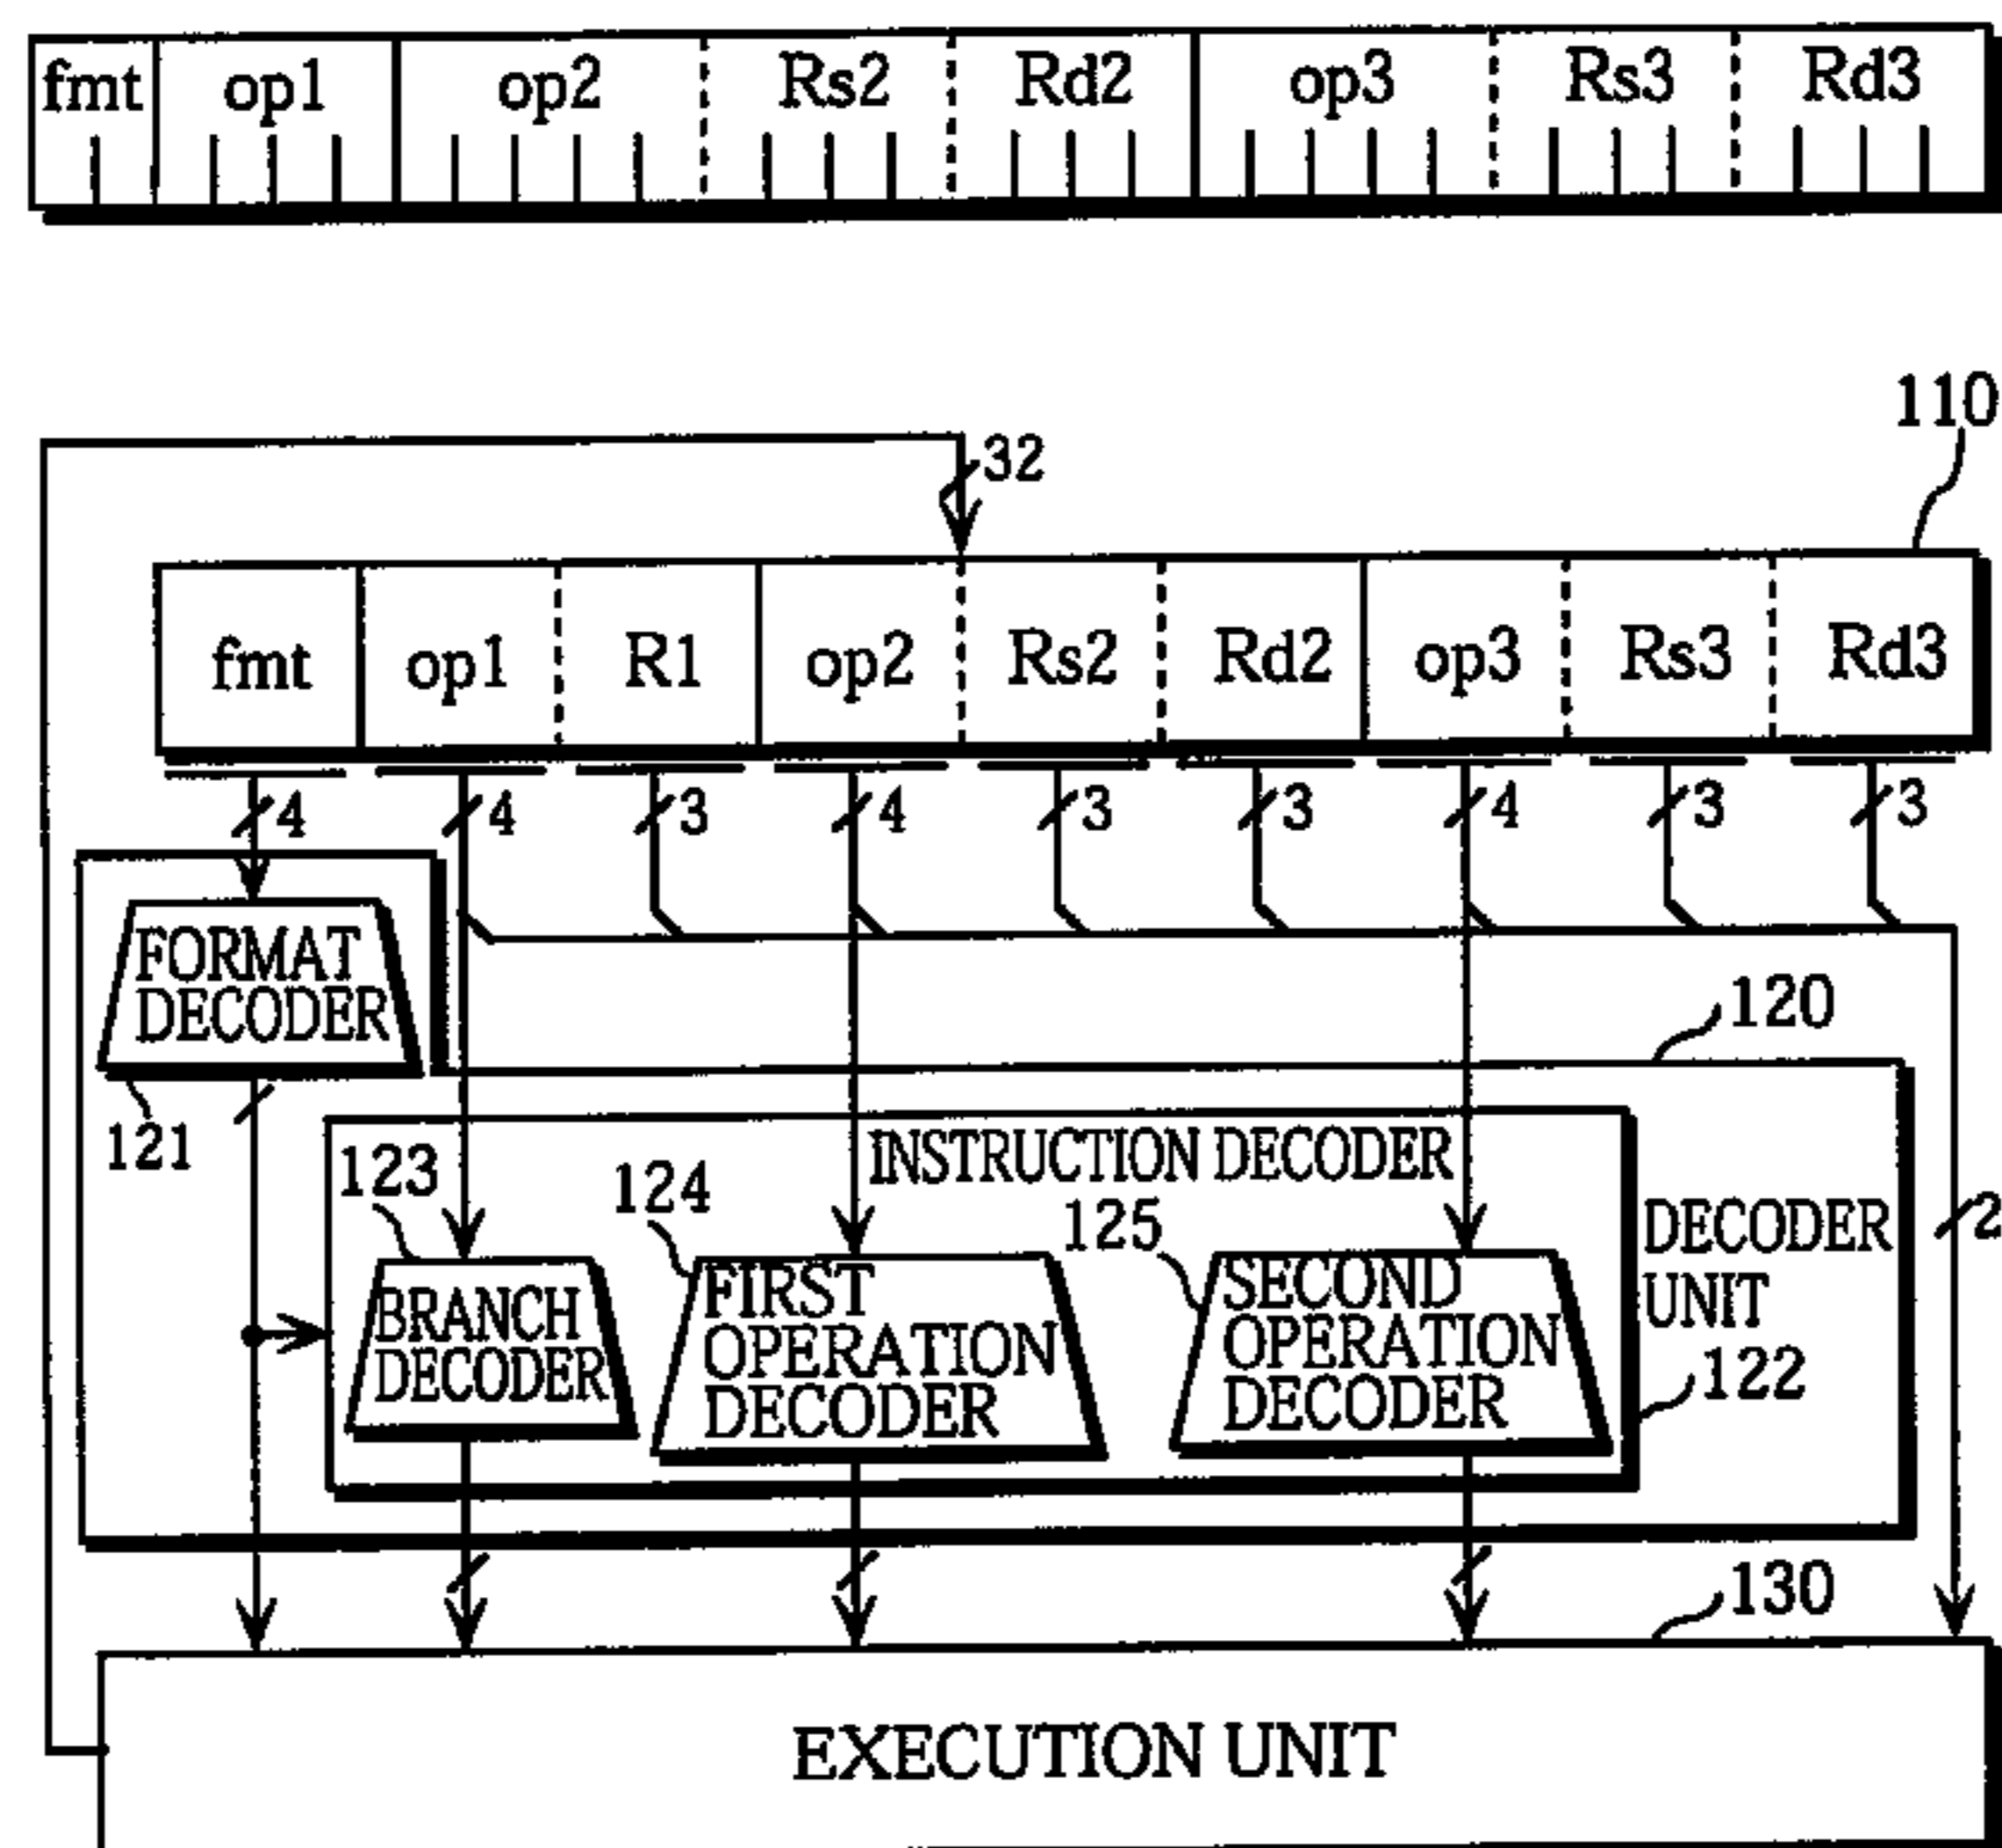 fmt op1 op2 Rs2 Rd2 op3 Rs3 Rd3
110
32
fmt op1 R1 op2 Rs2 Rd2 op3 Rs3 Rd3
4 4 3 4 3 3 4 3 3
FORMAT
DECODER
120
121
INSTRUCTION DECODER
123
124
125
DECODER
UNIT
2
BRANCH
DECODER
FIRST
OPERATION
DECODER
SECOND
OPERATION
DECODER
122
130
EXECUTION UNIT